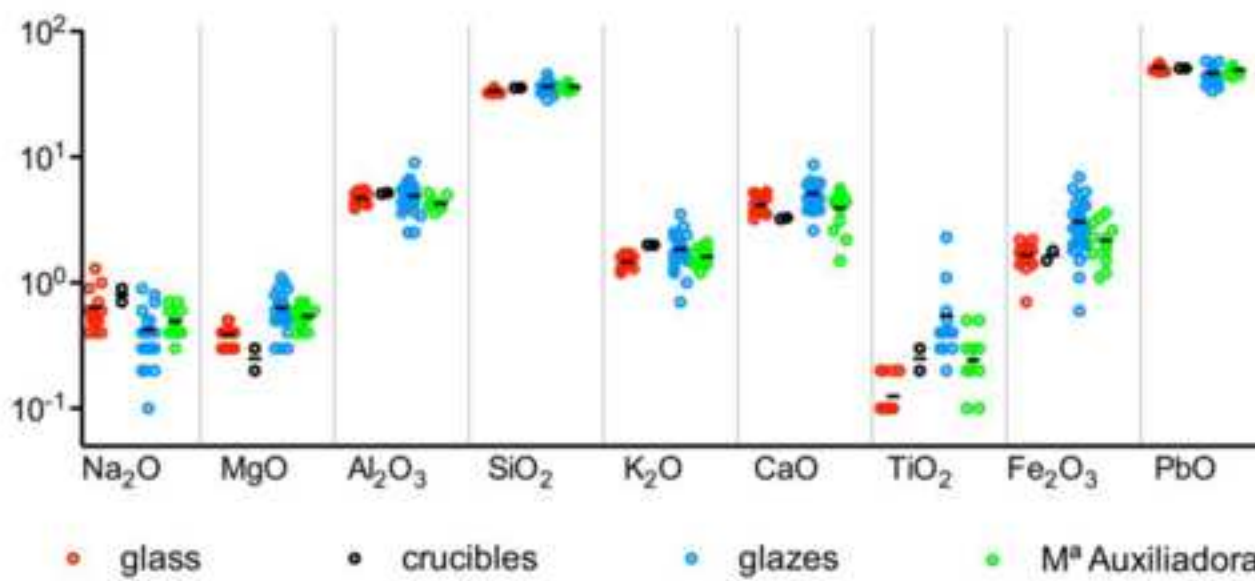 10²
10¹
10⁰
10⁻¹
Na₂O MgO Al₂O₃ SiO₂ K₂O CaO TiO₂ Fe₂O₃ PbO
glass crucibles glazes Mª Auxiliadora